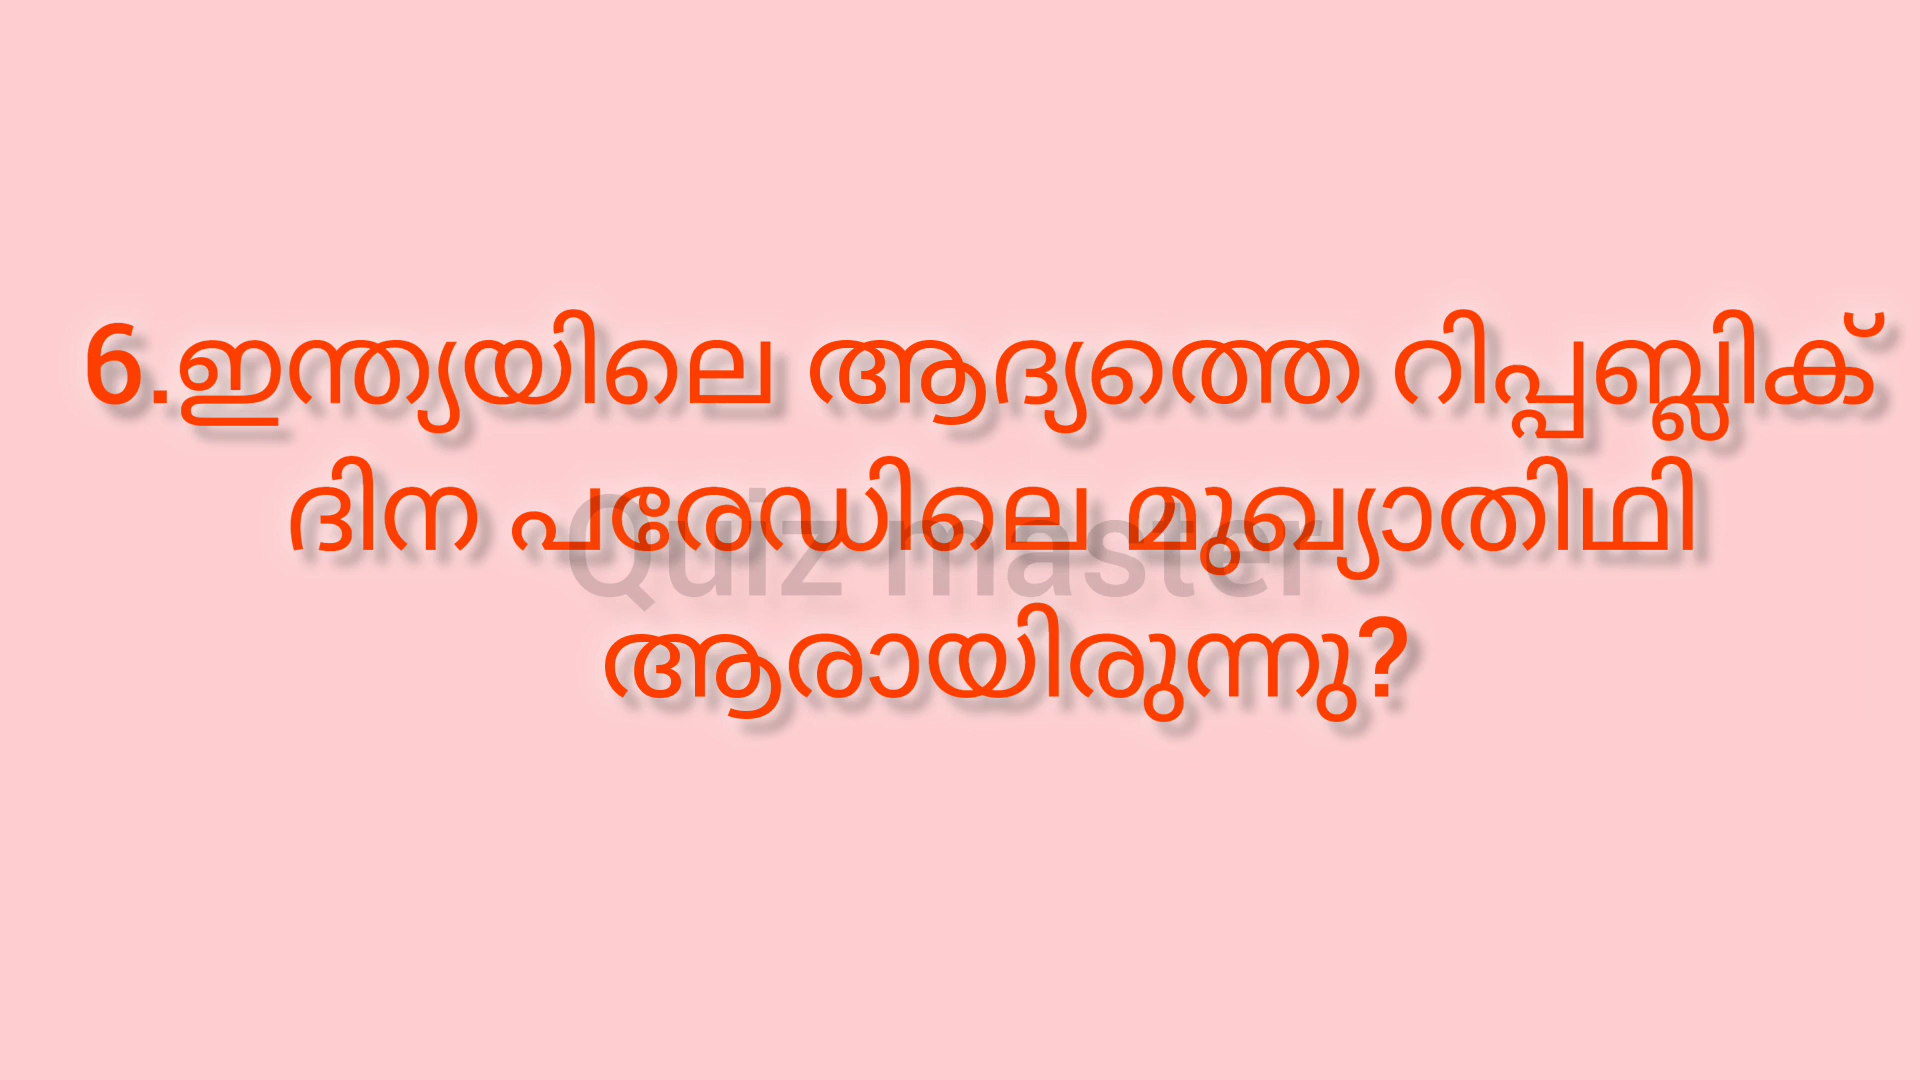 6.ഇന്ത്യയിലെ ആദ്യത്തെ റിപ്പബ്ലിക്
ദിന പരേഡിലെ മുഖ്യാതിഥി
Quiz master
ആരായിരുന്നു?